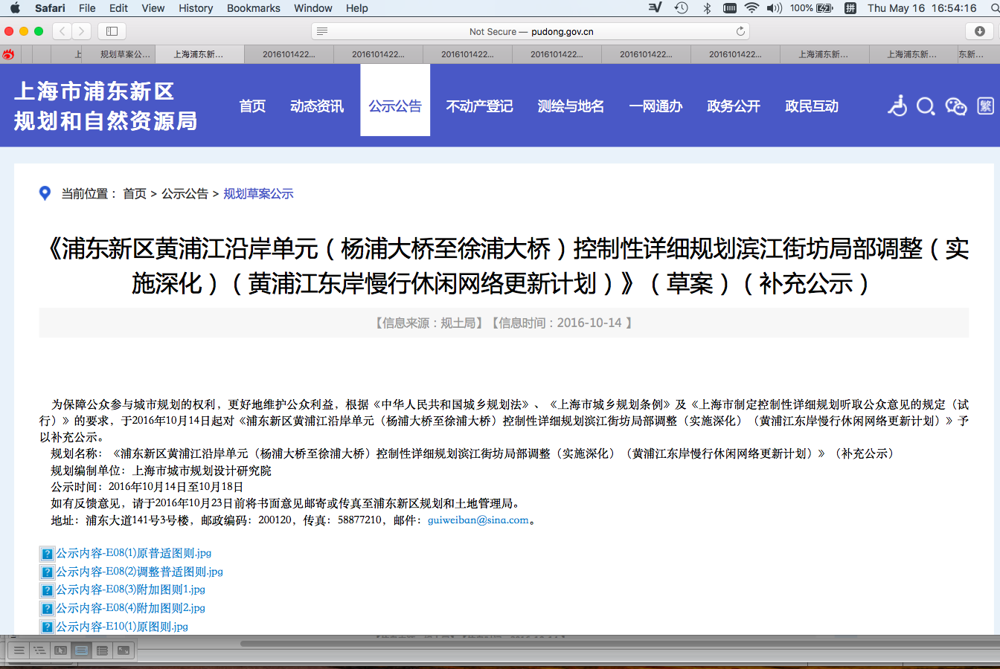 Safari File Edit View History Bookmarks Window Help 100% 拼 Thu May 16 16:54:16
Not Secure — pudong.gov.cn
上 规划草案公... 上海浦东新... 2016101422... 2016101422... 2016101422... 2016101422... 2016101422... 2016101422... 上海浦东新... 上海浦东新... 东新...
上海市浦东新区
规划和自然资源局
首页 动态资讯 公示公告 不动产登记 测绘与地名 一网通办 政务公开 政民互动 繁
当前位置： 首页 > 公示公告 > 规划草案公示
《浦东新区黄浦江沿岸单元（杨浦大桥至徐浦大桥）控制性详细规划滨江街坊局部调整（实
施深化）（黄浦江东岸慢行休闲网络更新计划）》（草案）（补充公示）
【信息来源：规土局】【信息时间：2016-10-14 】
为保障公众参与城市规划的权利，更好地维护公众利益，根据《中华人民共和国城乡规划法》、《上海市城乡规划条例》及《上海市制定控制性详细规划听取公众意见的规定（试
行）》的要求，于2016年10月14日起对《浦东新区黄浦江沿岸单元（杨浦大桥至徐浦大桥）控制性详细规划滨江街坊局部调整（实施深化）（黄浦江东岸慢行休闲网络更新计划）》予
以补充公示。
规划名称：《浦东新区黄浦江沿岸单元（杨浦大桥至徐浦大桥）控制性详细规划滨江街坊局部调整（实施深化）（黄浦江东岸慢行休闲网络更新计划）》（补充公示）
规划编制单位：上海市城市规划设计研究院
公示时间：2016年10月14日至10月18日
如有反馈意见，请于2016年10月23日前将书面意见邮寄或传真至浦东新区规划和土地管理局。
地址：浦东大道141号3号楼，邮政编码：200120，传真：58877210，邮件：guiweiban@sina.com。
公示内容-E08(1)原普适图则.jpg
公示内容-E08(2)调整普适图则.jpg
公示内容-E08(3)附加图则1.jpg
公示内容-E08(4)附加图则2.jpg
公示内容-E10(1)原图则.jpg